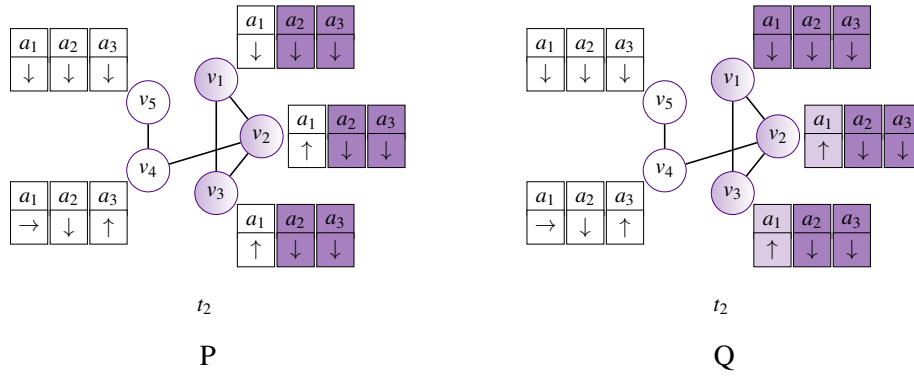 a1 a2 a3
↓ ↓ ↓
a1 a2 a3
↓ ↓ ↓
v1
v5
v2
a1 a2 a3
↑ ↓ ↓
v4
v3
a1 a2 a3
→ ↓ ↑
a1 a2 a3
↑ ↓ ↓
t2
P
a1 a2 a3
↓ ↓ ↓
a1 a2 a3
↓ ↓ ↓
v1
v5
v2
a1 a2 a3
↑ ↓ ↓
v4
v3
a1 a2 a3
→ ↓ ↑
a1 a2 a3
↑ ↓ ↓
t2
Q